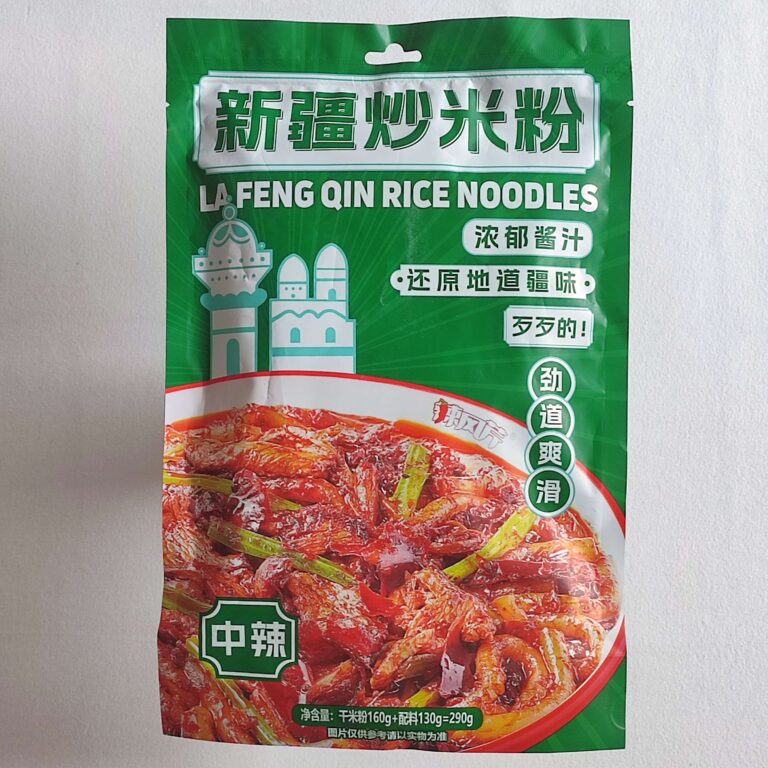 新疆炒米粉
LA FENG QIN RICE NOODLES
浓郁酱汁
·还原地道疆味·
歹歹的!
劲道爽滑
辣风芹®
中辣
净含量：干米粉160g+配料130g=290g
图片仅供参考请以实物为准